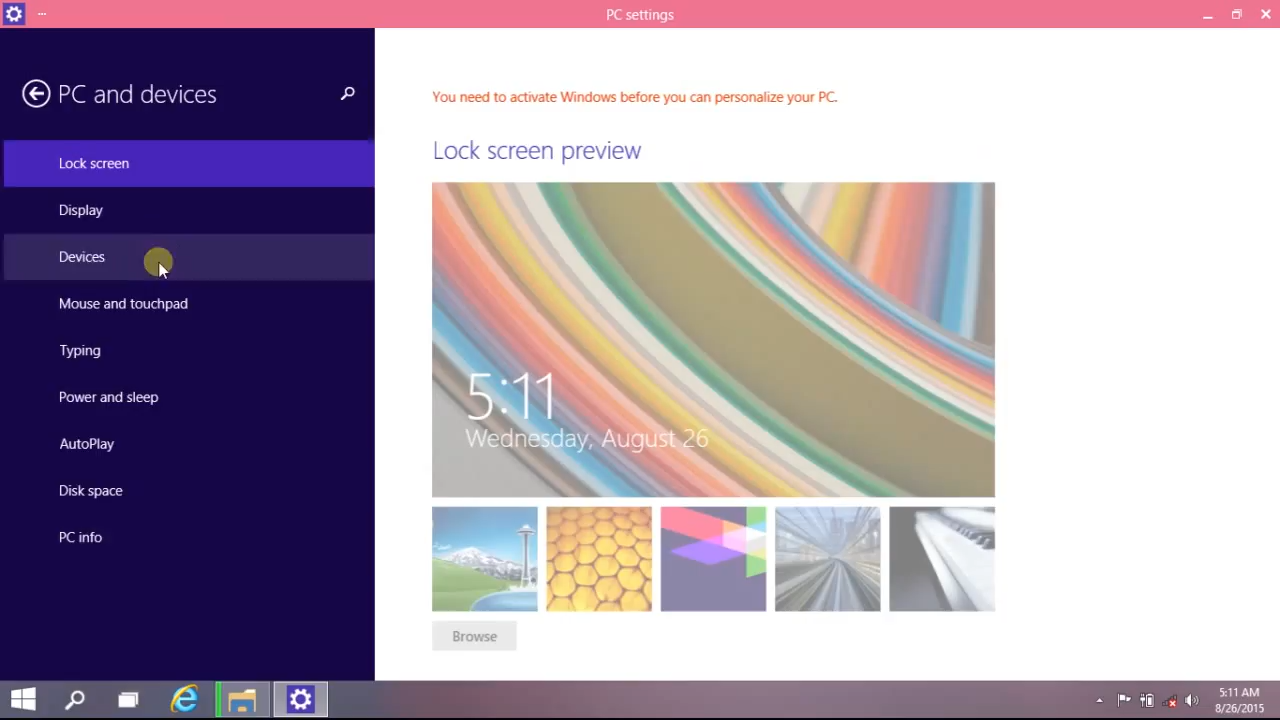 PC settings
PC and devices
Lock screen
Display
Devices
Mouse and touchpad
Typing
Power and sleep
AutoPlay
Disk space
PC info
You need to activate Windows before you can personalize your PC.
Lock screen preview
5:11
Wednesday, August 26
Browse
5:11 AM
8/26/2015